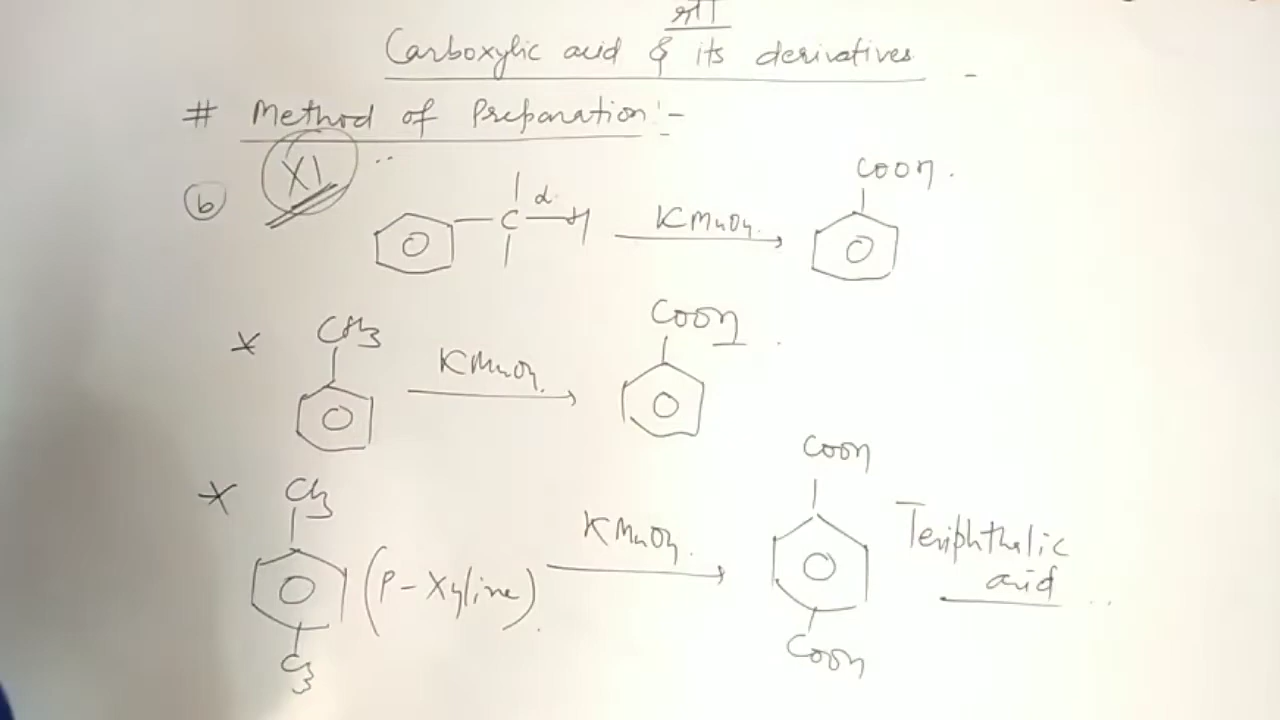 श्री
Carboxylic acid & its derivatives
# Method of Preparation :-
XI
(b)
C α H KMnO4 COOH
CH3 KMnO4 COOH
CH3 (P-Xyline) KMnO4 COOH Teriphthalic acid
CH3 COOH